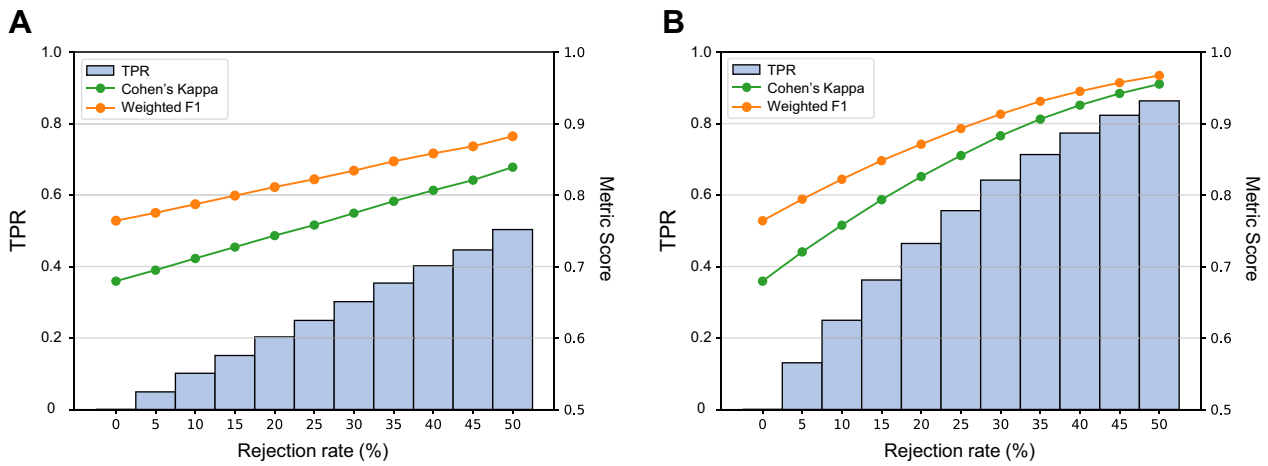 A
1.0
0.8
0.6
0.4
0.2
0
TPR
TPR
Cohen's Kappa
Weighted F1
1.0
0.9
0.8
0.7
0.6
0.5
Metric Score
0 5 10 15 20 25 30 35 40 45 50
Rejection rate (%)
B
1.0
0.8
0.6
0.4
0.2
0
TPR
TPR
Cohen's Kappa
Weighted F1
1.0
0.9
0.8
0.7
0.6
0.5
Metric Score
0 5 10 15 20 25 30 35 40 45 50
Rejection rate (%)